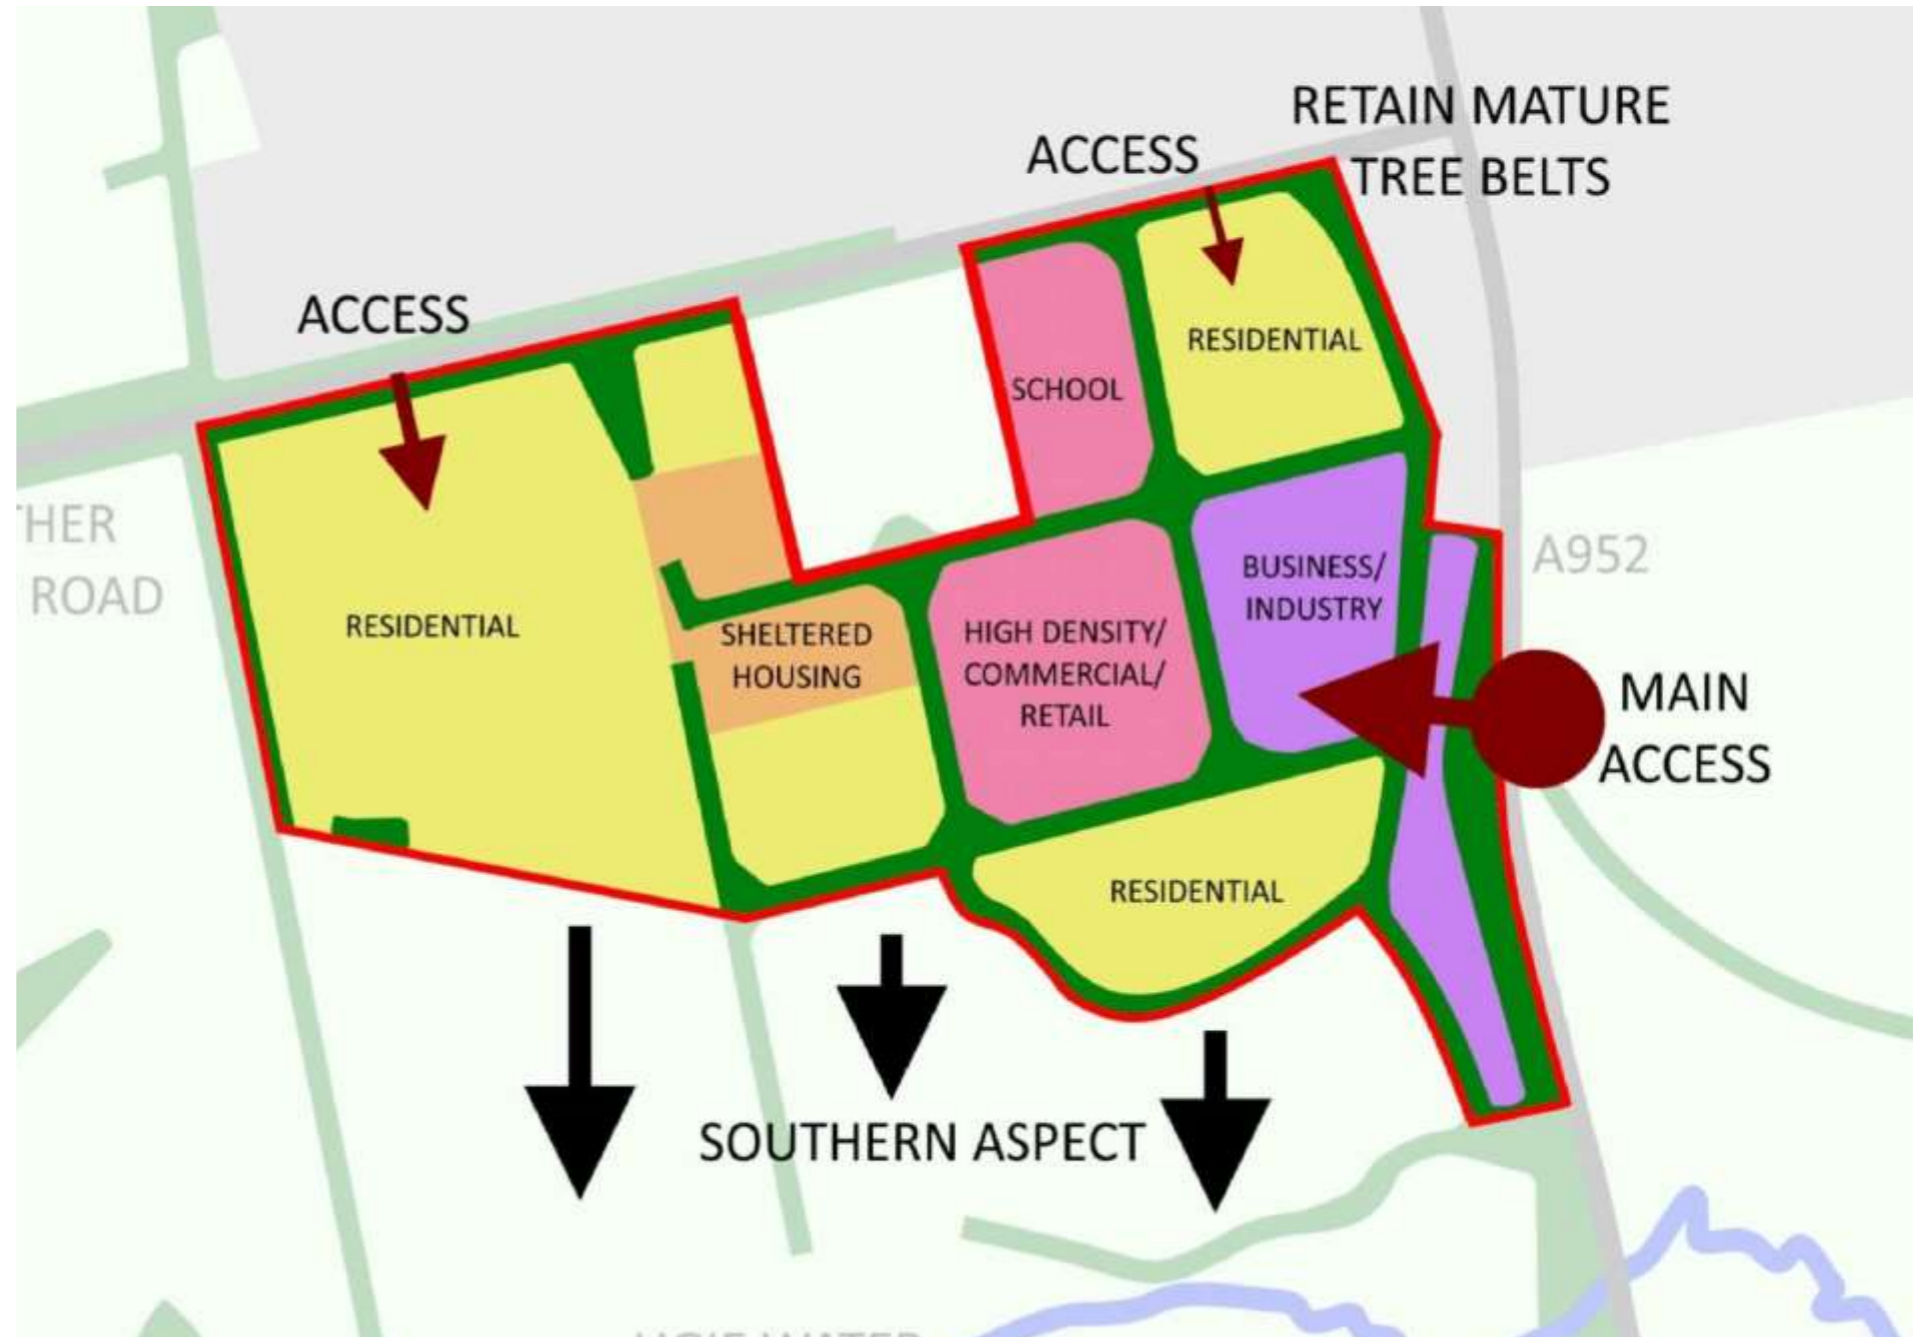 RETAIN MATURE
TREE BELTS
ACCESS
ACCESS
RESIDENTIAL
SCHOOL
THER
ROAD
A952
BUSINESS/
INDUSTRY
RESIDENTIAL
SHELTERED
HOUSING
HIGH DENSITY/
COMMERCIAL/
RETAIL
MAIN
ACCESS
RESIDENTIAL
SOUTHERN ASPECT
WATER